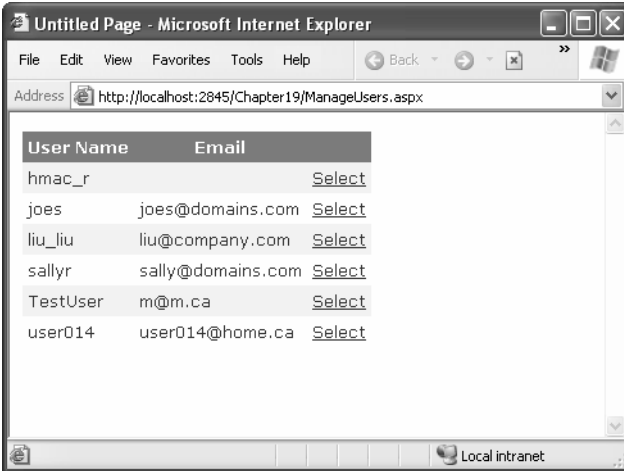 Untitled Page - Microsoft Internet Explorer
File Edit View Favorites Tools Help Back »
Address http://localhost:2845/Chapter19/ManageUsers.aspx
User Name Email
hmac_r Select
joes joes@domains.com Select
liu_liu liu@company.com Select
sallyr sally@domains.com Select
TestUser m@m.ca Select
user014 user014@home.ca Select
Local intranet